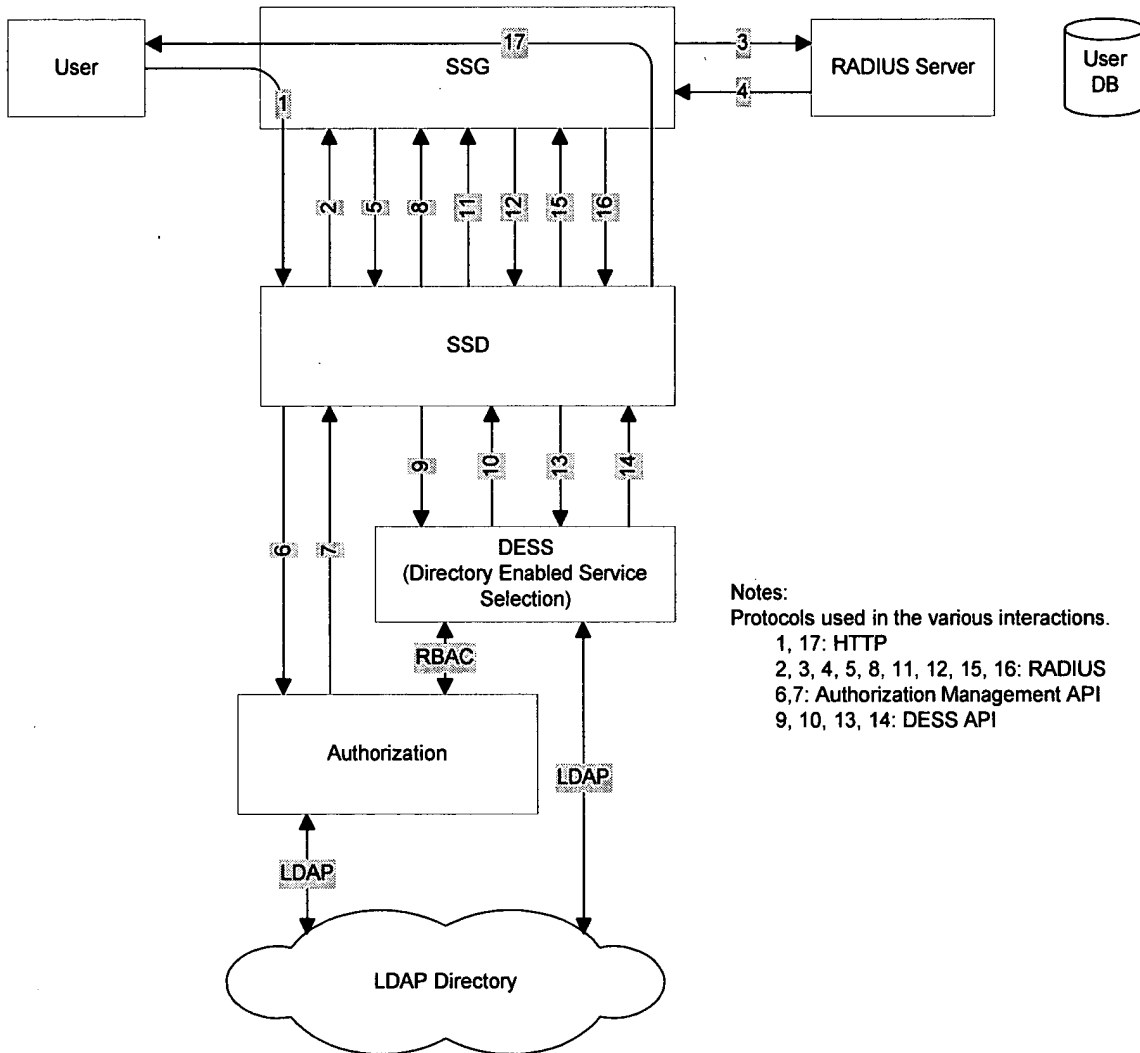 User
17
SSG
3
RADIUS Server
User
DB
1
4
2
5
8
11
12
15
16
SSD
9
10
13
14
6
7
DESS
(Directory Enabled Service
Selection)
Notes:
Protocols used in the various interactions.
1, 17: HTTP
2, 3, 4, 5, 8, 11, 12, 15, 16: RADIUS
6,7: Authorization Management API
9, 10, 13, 14: DESS API
RBAC
Authorization
LDAP
LDAP
LDAP Directory